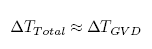 ΔT_{Total} ≈ ΔT_{GVD}